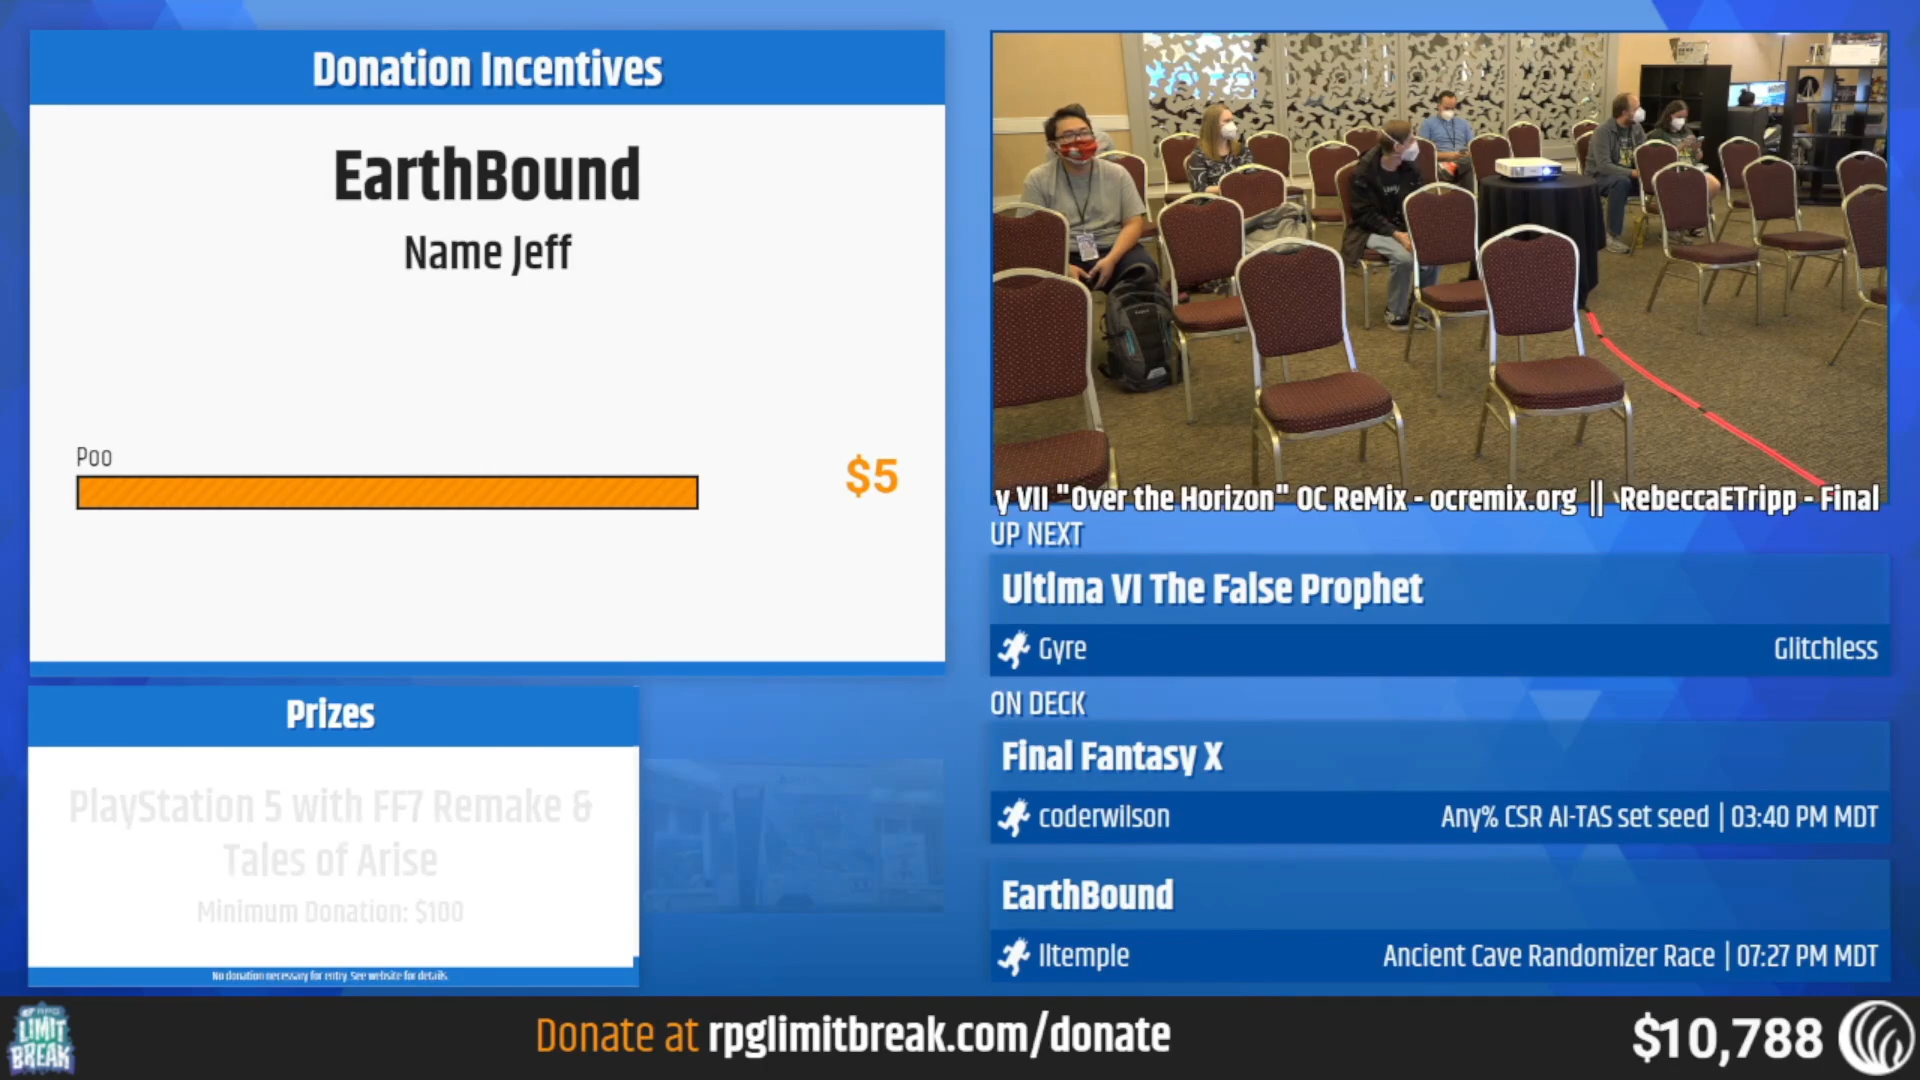 Donation Incentives
EarthBound
Name Jeff
Poo
$5
Prizes
PlayStation 5 with FF7 Remake &
Tales of Arise
Minimum Donation: $100
No donation necessary for entry. See website for details.
y VII "Over the Horizon" OC ReMix - ocremix.org || RebeccaETripp - Final
UP NEXT
Ultima VI The False Prophet
Gyre
Glitchless
ON DECK
Final Fantasy X
coderwilson
Any% CSR AI-TAS set seed | 03:40 PM MDT
EarthBound
lltemple
Ancient Cave Randomizer Race | 07:27 PM MDT
RPG
LIMIT
BREAK
Donate at rpglimitbreak.com/donate
$10,788